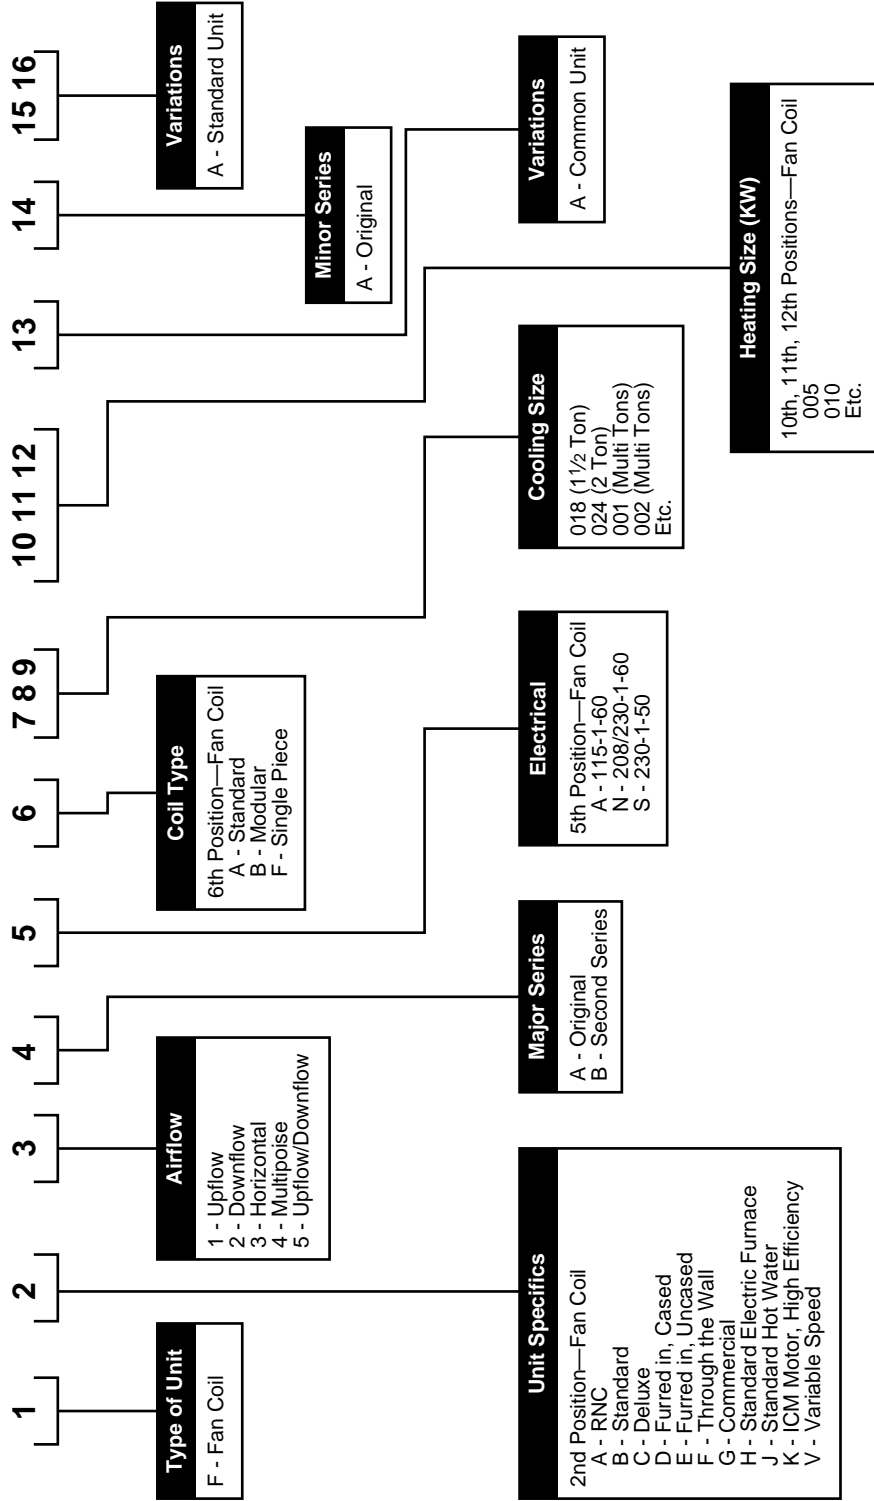 1 2 3 4 5 6 7 8 9 10 11 12 13 14 15 16
Type of Unit
F - Fan Coil
Airflow
1 - Upflow
2 - Downflow
3 - Horizontal
4 - Multipoise
5 - Upflow/Downflow
Coil Type
6th Position—Fan Coil
A - Standard
B - Modular
F - Single Piece
Minor Series
A - Original
Variations
A - Standard Unit
Unit Specifics
2nd Position—Fan Coil
A - RNC
B - Standard
C - Deluxe
D - Furred in, Cased
E - Furred in, Uncased
F - Through the Wall
G - Commercial
H - Standard Electric Furnace
J - Standard Hot Water
K - ICM Motor, High Efficiency
V - Variable Speed
Major Series
A - Original
B - Second Series
Electrical
5th Position—Fan Coil
A - 115-1-60
N - 208/230-1-60
S - 230-1-50
Cooling Size
018 (1 1/2 Ton)
024 (2 Ton)
001 (Multi Tons)
002 (Multi Tons)
Etc.
Variations
A - Common Unit
Heating Size (KW)
10th, 11th, 12th Positions—Fan Coil
005
010
Etc.